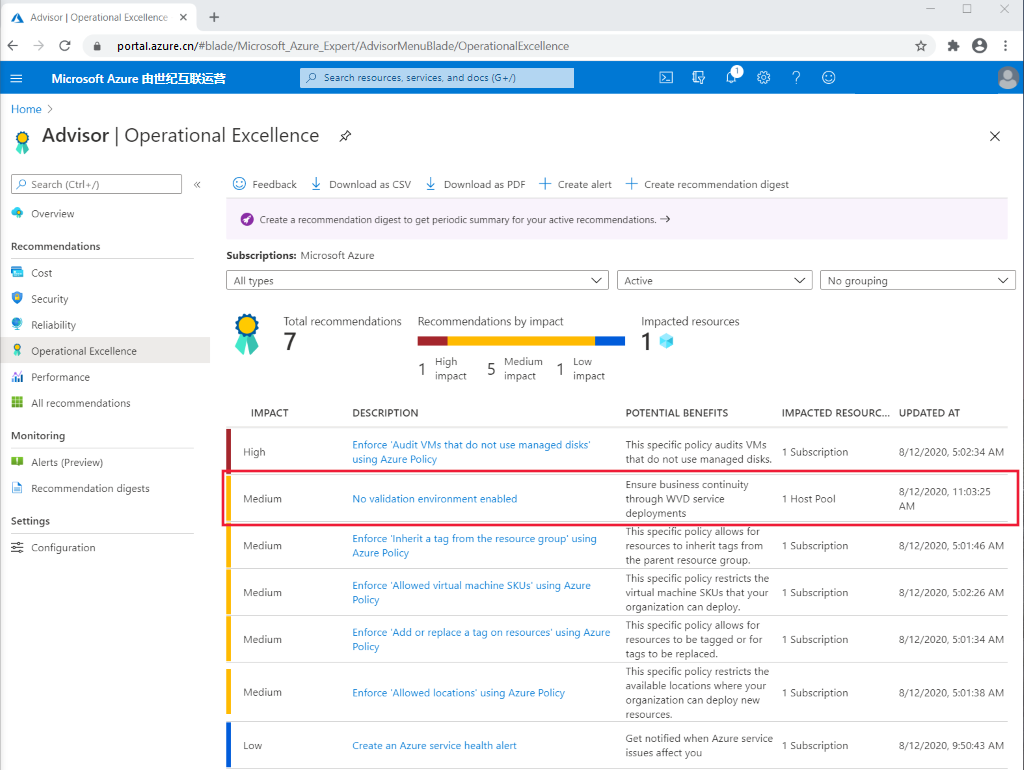 Advisor | Operational Excellence
portal.azure.cn/#blade/Microsoft_Azure_Expert/AdvisorMenuBlade/OperationalExcellence
Microsoft Azure 由世纪互联运营
Search resources, services, and docs (G+/)
1
Home
Advisor | Operational Excellence
Search (Ctrl+/)
Overview
Recommendations
Cost
Security
Reliability
Operational Excellence
Performance
All recommendations
Monitoring
Alerts (Preview)
Recommendation digests
Settings
Configuration
Feedback Download as CSV Download as PDF Create alert Create recommendation digest
Create a recommendation digest to get periodic summary for your active recommendations. →
Subscriptions: Microsoft Azure
All types Active No grouping
Total recommendations
7
Recommendations by impact
1 High impact
5 Medium impact
1 Low impact
Impacted resources
1
IMPACT DESCRIPTION POTENTIAL BENEFITS IMPACTED RESOURC... UPDATED AT
High
Enforce 'Audit VMs that do not use managed disks'
using Azure Policy
This specific policy audits VMs
that do not use managed disks.
1 Subscription
8/12/2020, 5:02:34 AM
Medium
No validation environment enabled
Ensure business continuity
through WVD service
deployments
1 Host Pool
8/12/2020, 11:03:25
AM
Medium
Enforce 'Inherit a tag from the resource group' using
Azure Policy
This specific policy allows for
resources to inherit tags from
the parent resource group.
1 Subscription
8/12/2020, 5:01:46 AM
Medium
Enforce 'Allowed virtual machine SKUs' using Azure
Policy
This specific policy restricts the
virtual machine SKUs that your
organization can deploy.
1 Subscription
8/12/2020, 5:02:26 AM
Medium
Enforce 'Add or replace a tag on resources' using Azure
Policy
This specific policy allows for
resources to be tagged or for
tags to be replaced.
1 Subscription
8/12/2020, 5:01:34 AM
Medium
Enforce 'Allowed locations' using Azure Policy
This specific policy restricts the
available locations where your
organization can deploy new
resources.
1 Subscription
8/12/2020, 5:01:38 AM
Low
Create an Azure service health alert
Get notified when Azure service
issues affect you
1 Subscription
8/12/2020, 9:50:43 AM